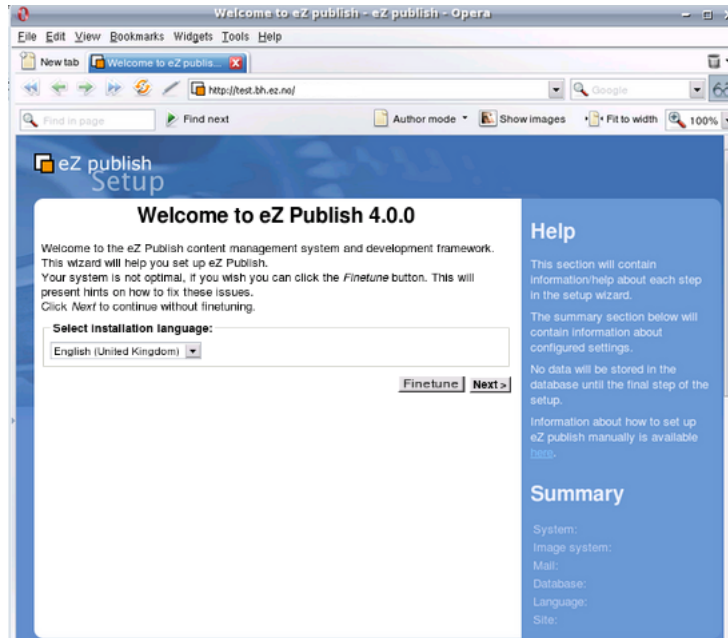 Welcome to eZ publish - eZ publish - Opera
File Edit View Bookmarks Widgets Tools Help
New tab Welcome to eZ publis...
http://test.bh.ez.no/ Google
Find in page Find next Author mode Show images Fit to width 100%
eZ publish
Setup
Welcome to eZ Publish 4.0.0
Welcome to the eZ Publish content management system and development framework.
This wizard will help you set up eZ Publish.
Your system is not optimal, if you wish you can click the Finetune button. This will
present hints on how to fix these issues.
Click Next to continue without finetuning.
Select installation language:
English (United Kingdom)
Finetune Next >
Help
This section will contain
information/help about each step
in the setup wizard.
The summary section below will
contain information about
configured settings.
No data will be stored in the
database until the final step of the
setup.
Information about how to set up
eZ publish manually is available
here.
Summary
System:
Image system:
Mail:
Database:
Language:
Site: